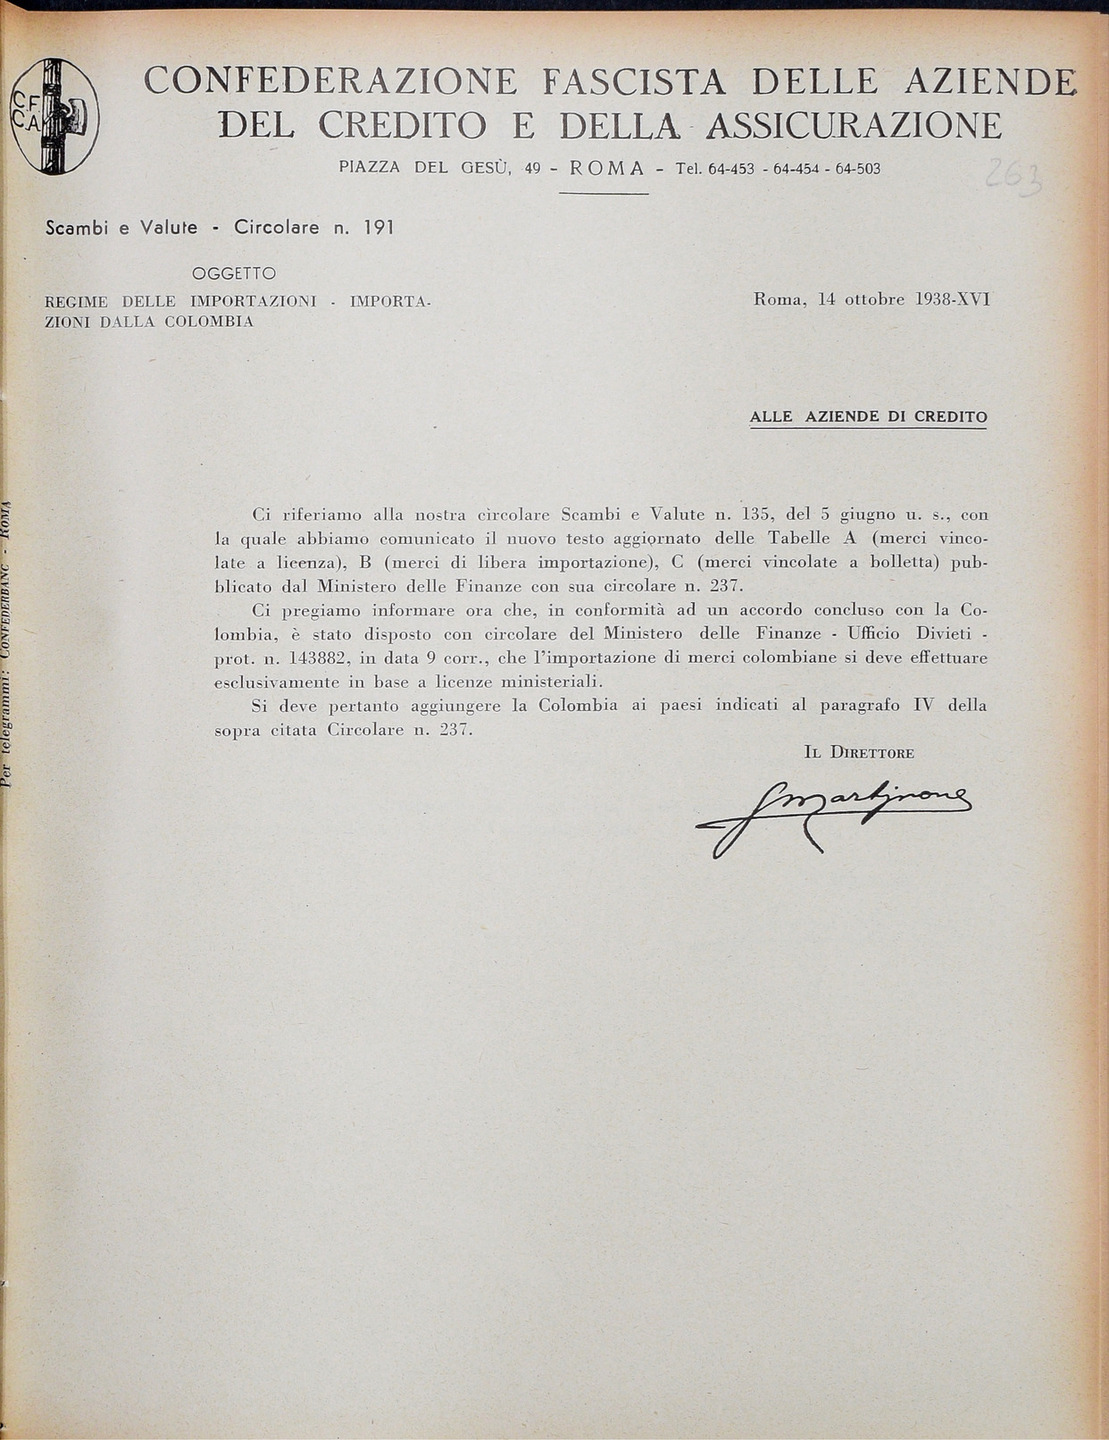 C.F.
C.A.
CONFEDERAZIONE FASCISTA DELLE AZIENDE
DEL CREDITO E DELLA ASSICURAZIONE
PIAZZA DEL GESÙ, 49 - ROMA - Tel. 64-453 - 64-454 - 64-503
263
Scambi e Valute - Circolare n. 191
OGGETTO
REGIME DELLE IMPORTAZIONI - IMPORTA-
ZIONI DALLA COLOMBIA
Roma, 14 ottobre 1938-XVI
ALLE AZIENDE DI CREDITO
Ci riferiamo alla nostra circolare Scambi e Valute n. 135, del 5 giugno u. s., con
la quale abbiamo comunicato il nuovo testo aggiornato delle Tabelle A (merci vinco-
late a licenza), B (merci di libera importazione), C (merci vincolate a bolletta) pub-
blicato dal Ministero delle Finanze con sua circolare n. 237.
Ci pregiamo informare ora che, in conformità ad un accordo concluso con la Co-
lombia, è stato disposto con circolare del Ministero delle Finanze - Ufficio Divieti -
prot. n. 143882, in data 9 corr., che l'importazione di merci colombiane si deve effettuare
esclusivamente in base a licenze ministeriali.
Si deve pertanto aggiungere la Colombia ai paesi indicati al paragrafo IV della
sopra citata Circolare n. 237.
IL DIRETTORE
Per telegrammi: CONFEDERBANC - ROMA